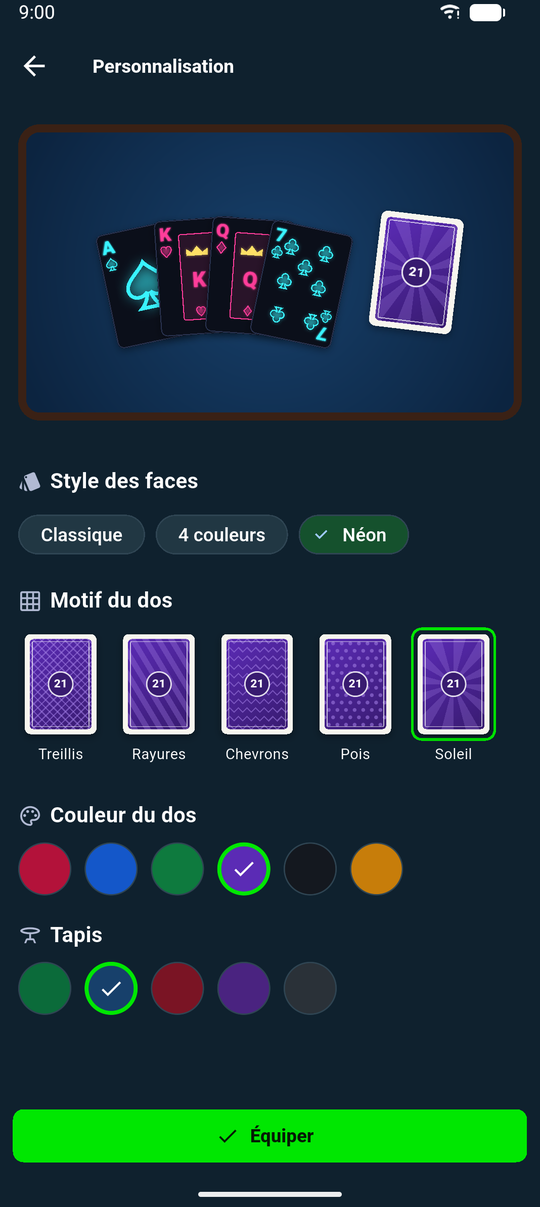 9:00
Personnalisation
A
K
K
Q
Q
7
7
21
Style des faces
Classique
4 couleurs
Néon
Motif du dos
21
21
21
21
21
Treillis
Rayures
Chevrons
Pois
Soleil
Couleur du dos
Tapis
Équiper